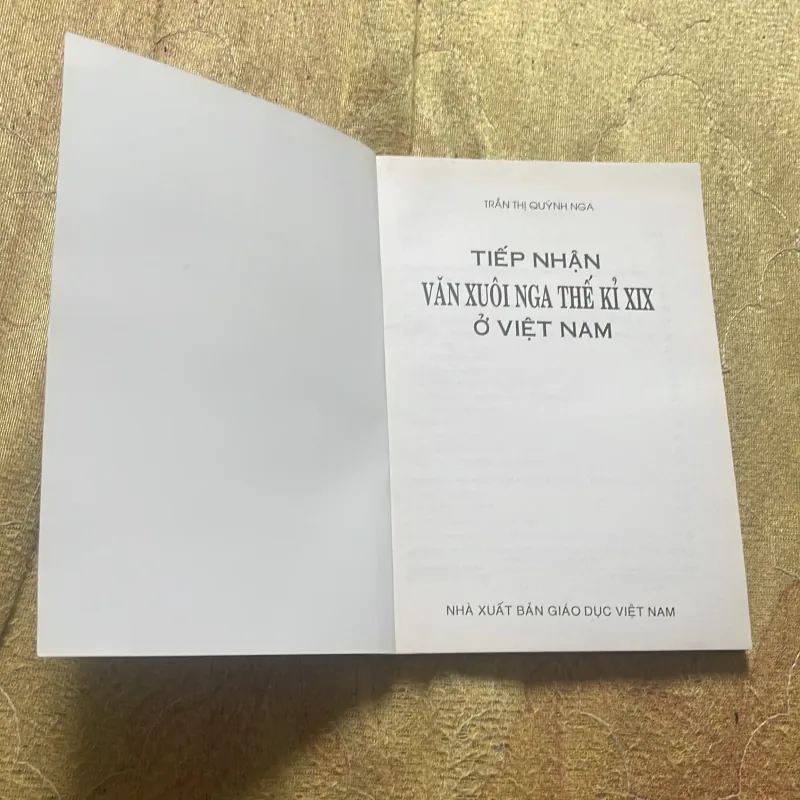 TRẦN THỊ QUỲNH NGA
TIẾP NHẬN
VĂN XUÔI NGA THẾ KỈ XIX
Ở VIỆT NAM
NHÀ XUẤT BẢN GIÁO DỤC VIỆT NAM